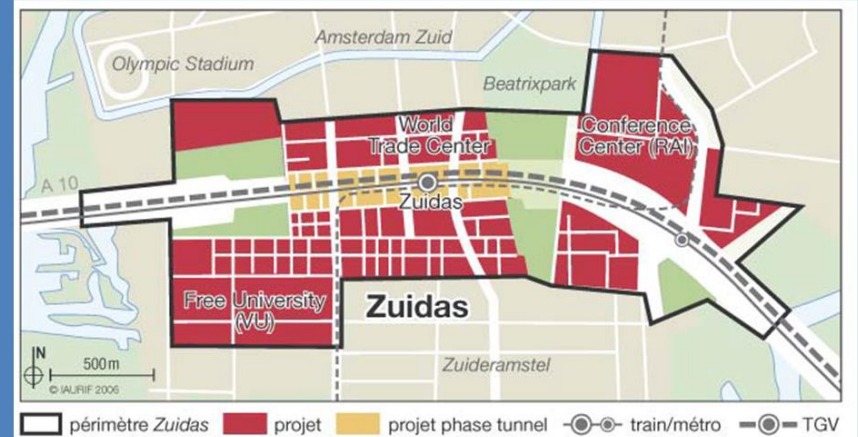 Olympic Stadium
Amsterdam Zuid
Beatrixpark
World
Trade Center
Conference
Center (RAI)
A 10
Zuidas
Free University
(VU)
Zuidas
Zuideramstel
N
500 m
© IAURIF 2006
périmètre Zuidas
projet
projet phase tunnel
train/métro
TGV